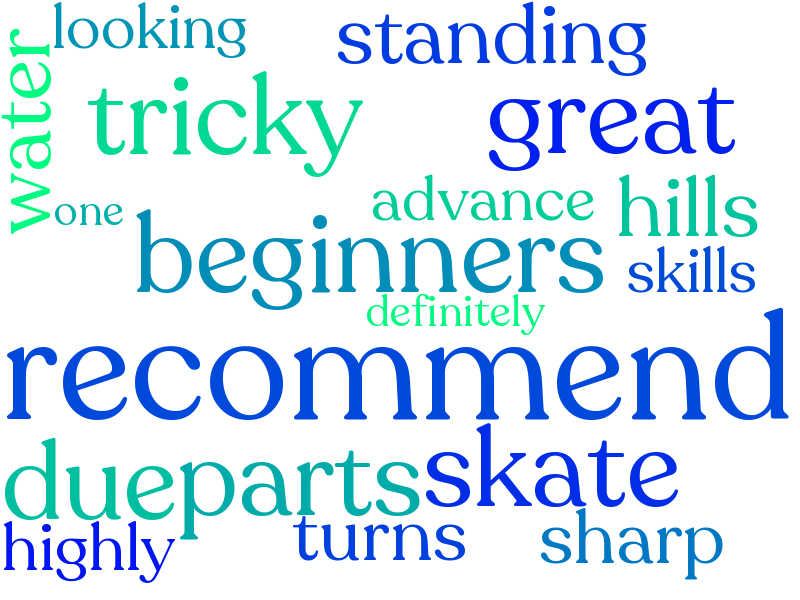 looking
standing
water
tricky
great
one
advance
hills
beginners
skills
definitely
recommend
due
parts
skate
highly
turns
sharp